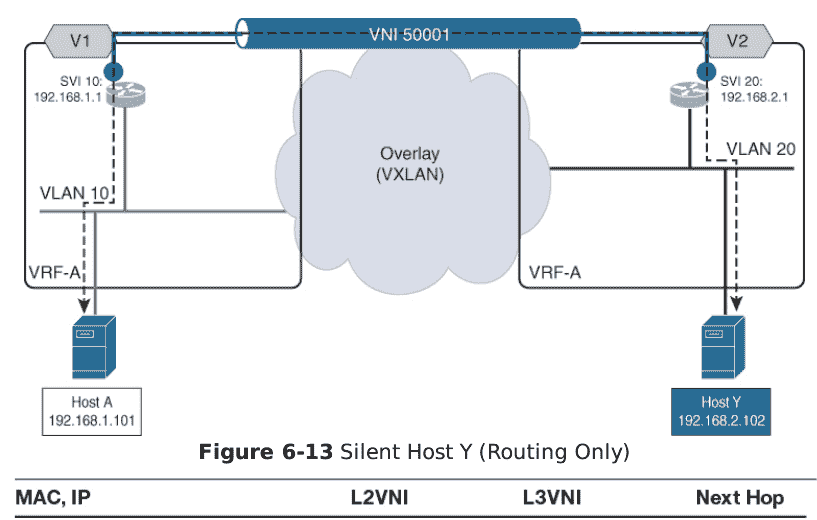 V1
VNI 50001
V2
SVI 10:
192.168.1.1
SVI 20:
192.168.2.1
Overlay
(VXLAN)
VLAN 20
VLAN 10
VRF-A
VRF-A
Host A
192.168.1.101
Host Y
192.168.2.102
Figure 6-13 Silent Host Y (Routing Only)
MAC, IP L2VNI L3VNI Next Hop